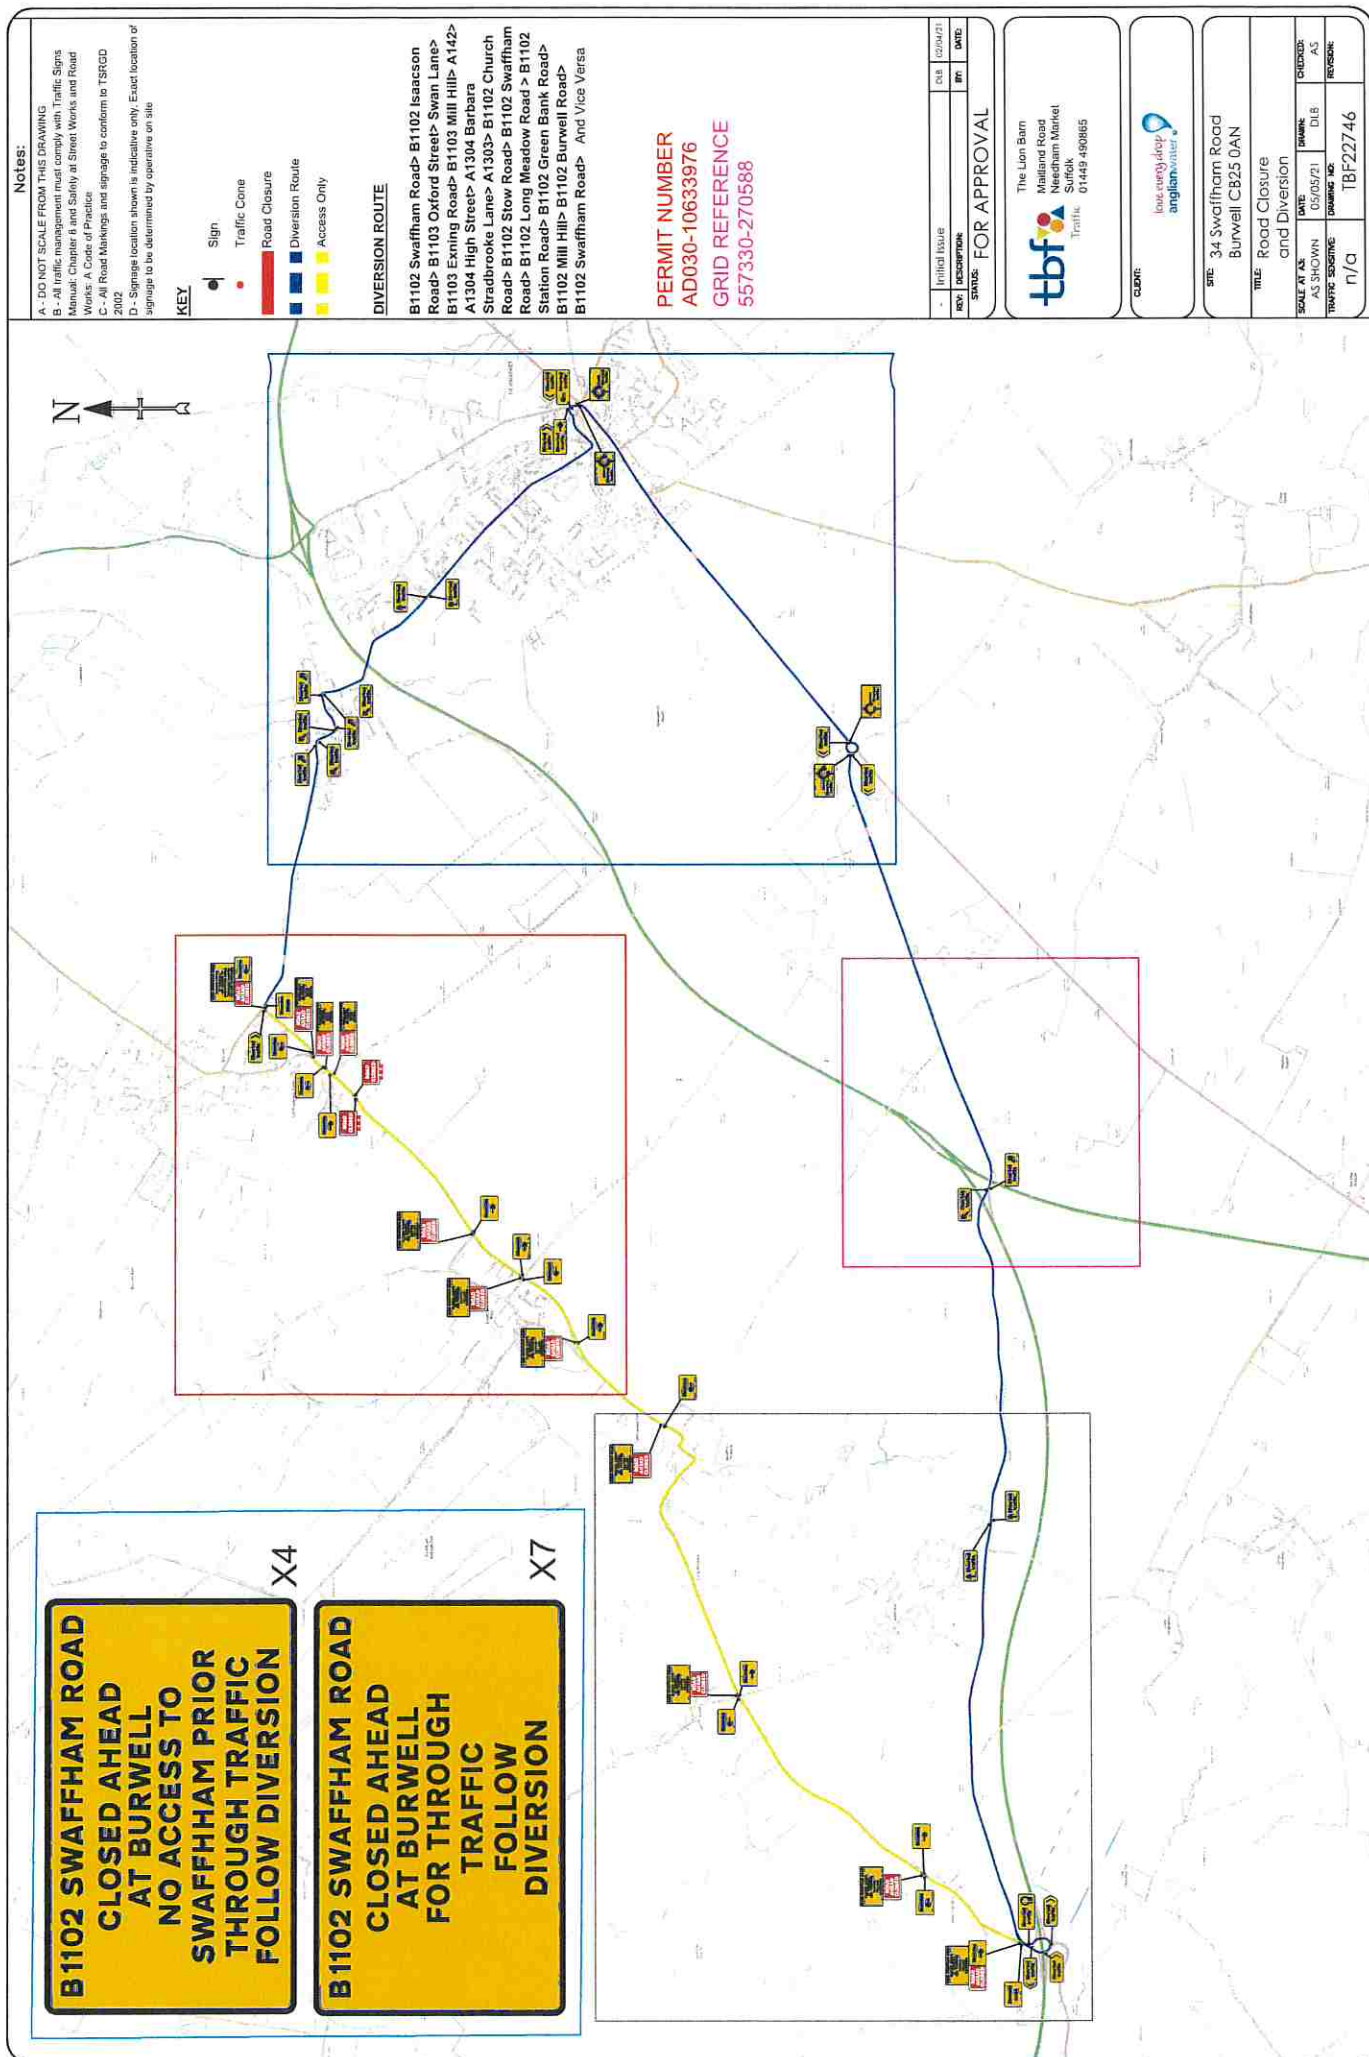 B1102 SWAFFHAM ROAD
CLOSED AHEAD
AT BURWELL
NO ACCESS TO
SWAFFHHAM PRIOR
THROUGH TRAFFIC
FOLLOW DIVERSION
X4
B1102 SWAFFHAM ROAD
CLOSED AHEAD
AT BURWELL
FOR THROUGH
TRAFFIC
FOLLOW
DIVERSION
X7
N
Notes:
A - DO NOT SCALE FROM THIS DRAWING
B - All traffic management must comply with Traffic Signs
Manual: Chapter 8 and Safety at Street Works and Road
Works: A Code of Practice
C - All Road Markings and signage to conform to TSRGD
2002
D - Signage location shown is indicative only. Exact location of
signage to be determined by operative on site
KEY
Sign
Traffic Cone
Road Closure
Diversion Route
Access Only
DIVERSION ROUTE
B1102 Swaffham Road> B1102 Isaacson
Road> B1103 Oxford Street> Swan Lane>
B1103 Exning Road> B1103 Mill Hill> A142>
A1304 High Street> A1304 Barbara
Stradbrooke Lane> A1303> B1102 Church
Road> B1102 Stow Road> B1102 Swaffham
Road> B1102 Long Meadow Road > B1102
Station Road> B1102 Green Bank Road>
B1102 Mill Hill> B1102 Burwell Road>
B1102 Swaffham Road> And Vice Versa
PERMIT NUMBER
AD030-10633976
GRID REFERENCE
557330-270588
- Initial Issue DLB 02/04/21
REV: DESCRIPTION: BY: DATE:
STATUS: FOR APPROVAL
tbf
Traffic
The Lion Barn
Maitland Road
Needham Market
Suffolk
01449 490865
CLIENT:
love every drop
anglianwater
SITE:
34 Swaffham Road
Burwell CB25 0AN
TITLE:
Road Closure
and Diversion
SCALE AT A3: DATE: DRAWN: CHECKED:
AS SHOWN 05/05/21 DLB AS
TRAFFIC SENSITIVE: DRAWING NO: REVISION:
n/a TBF22746